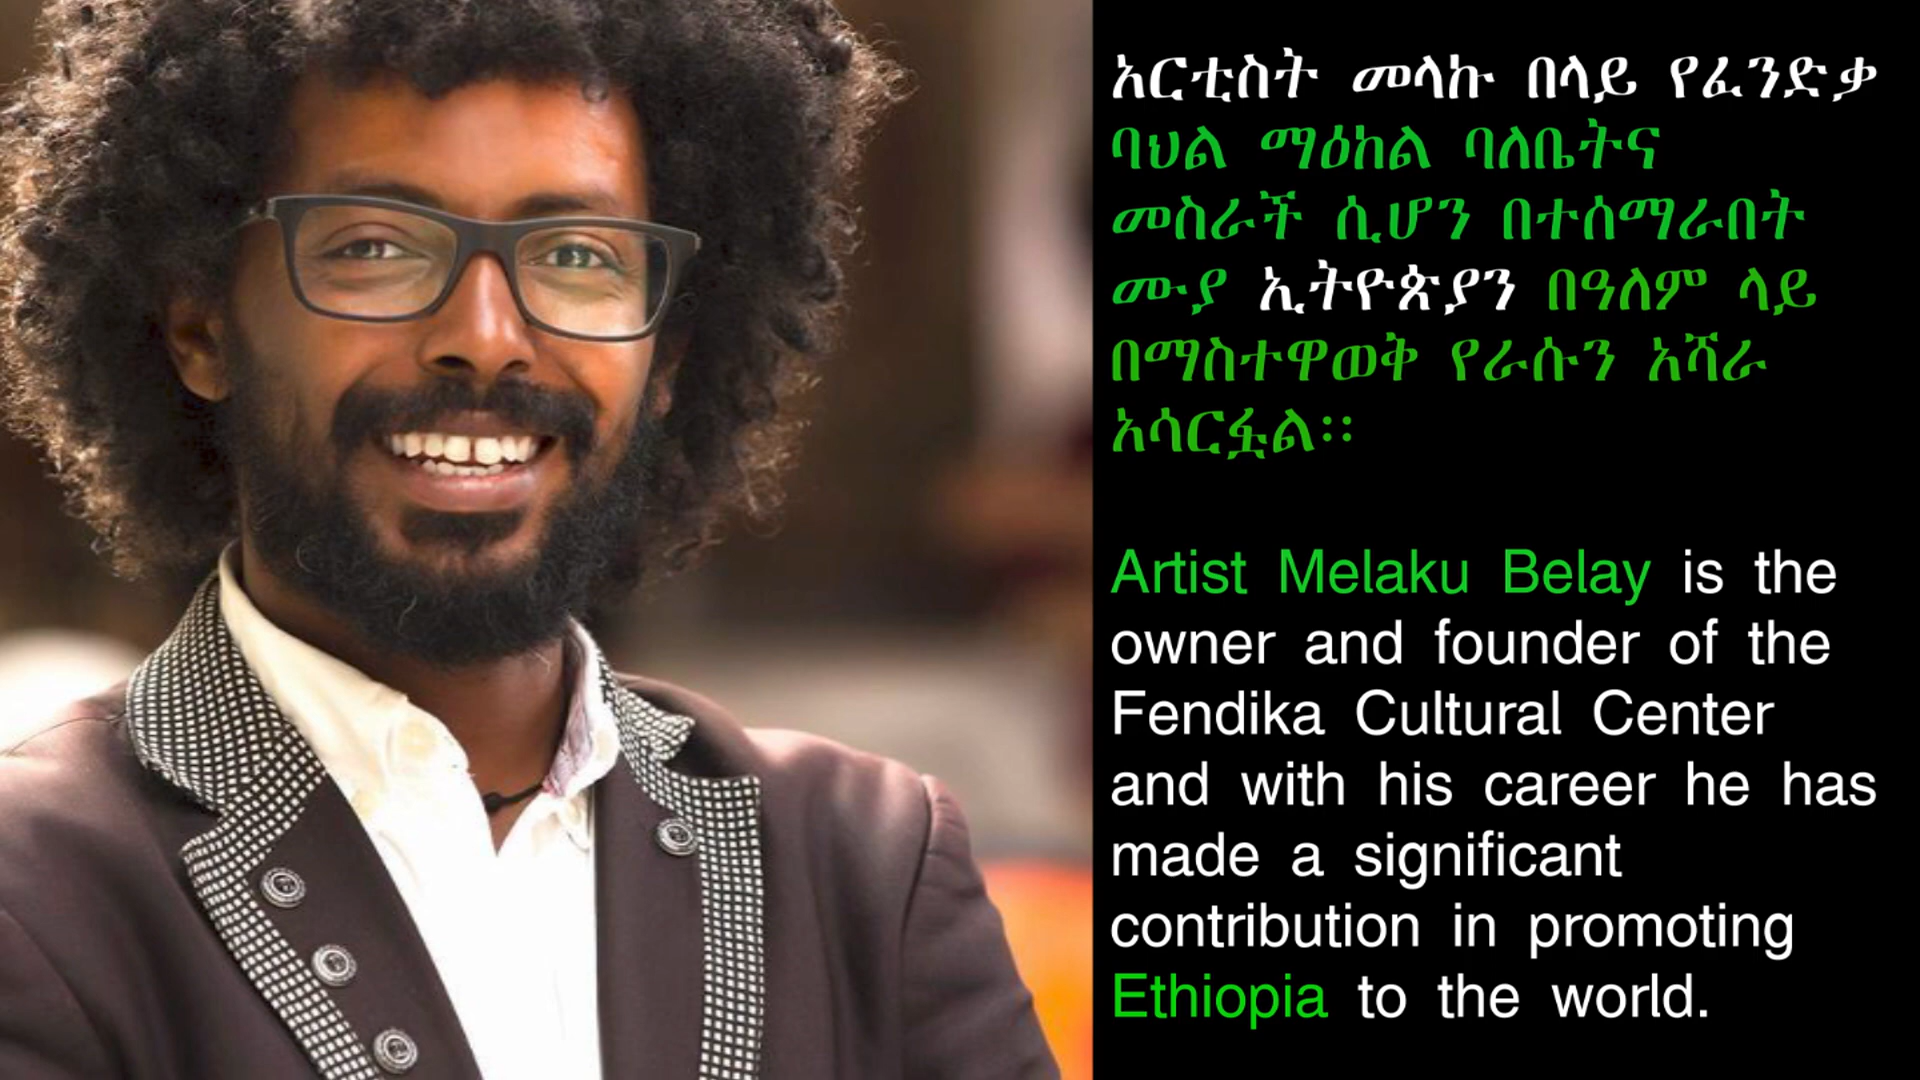 አርቲስት መላኩ በላይ የፈንድቃ
ባህል ማዕከል ባለቤትና
መስራች ሲሆን በተሰማራበት
ሙያ ኢትዮጵያን በዓለም ላይ
በማስተዋወቅ የራሱን አሻራ
አሳርፏል፡፡
Artist Melaku Belay is the
owner and founder of the
Fendika Cultural Center
and with his career he has
made a significant
contribution in promoting
Ethiopia to the world.